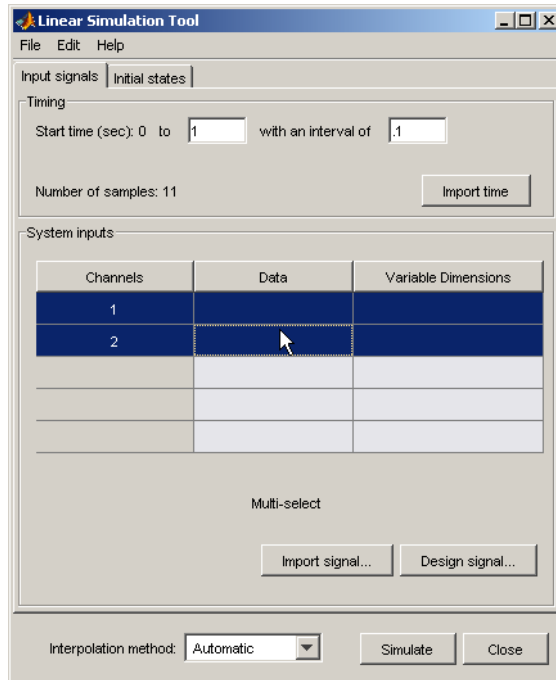 Linear Simulation Tool
File Edit Help
Input signals Initial states
Timing
Start time (sec): 0 to 1 with an interval of .1
Number of samples: 11 Import time
System inputs
Channels Data Variable Dimensions
1
2
Multi-select
Import signal... Design signal...
Interpolation method: Automatic Simulate Close